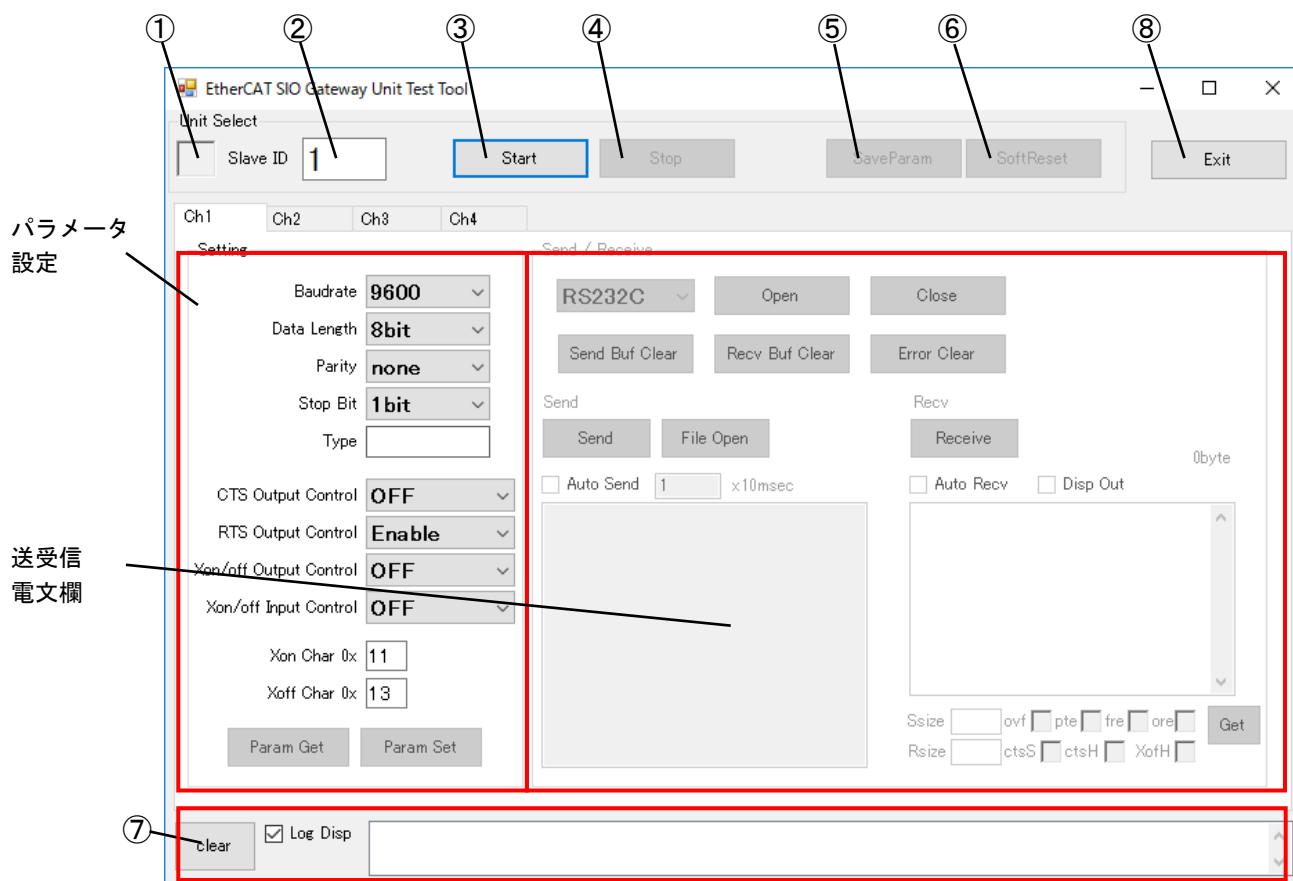 ① ② ③ ④ ⑤ ⑥ ⑧
EtherCAT SIO Gateway Unit Test Tool
Unit Select
Slave ID 1 Start Stop SaveParam SoftReset Exit
Ch1 Ch2 Ch3 Ch4
パラメータ
設定
Setting
Baudrate 9600
Data Length 8bit
Parity none
Stop Bit 1bit
Type
CTS Output Control OFF
RTS Output Control Enable
Xon/off Output Control OFF
Xon/off Input Control OFF
Xon Char 0x 11
Xoff Char 0x 13
Param Get Param Set
送受信
電文欄
Send / Receive
RS232C Open Close
Send Buf Clear Recv Buf Clear Error Clear
Send
Send File Open
Auto Send 1 x10msec
Recv
Receive
0byte
Auto Recv Disp Out
Ssize ovf pte fre ore Get
Rsize ctsS ctsH XofH
⑦
clear Log Disp